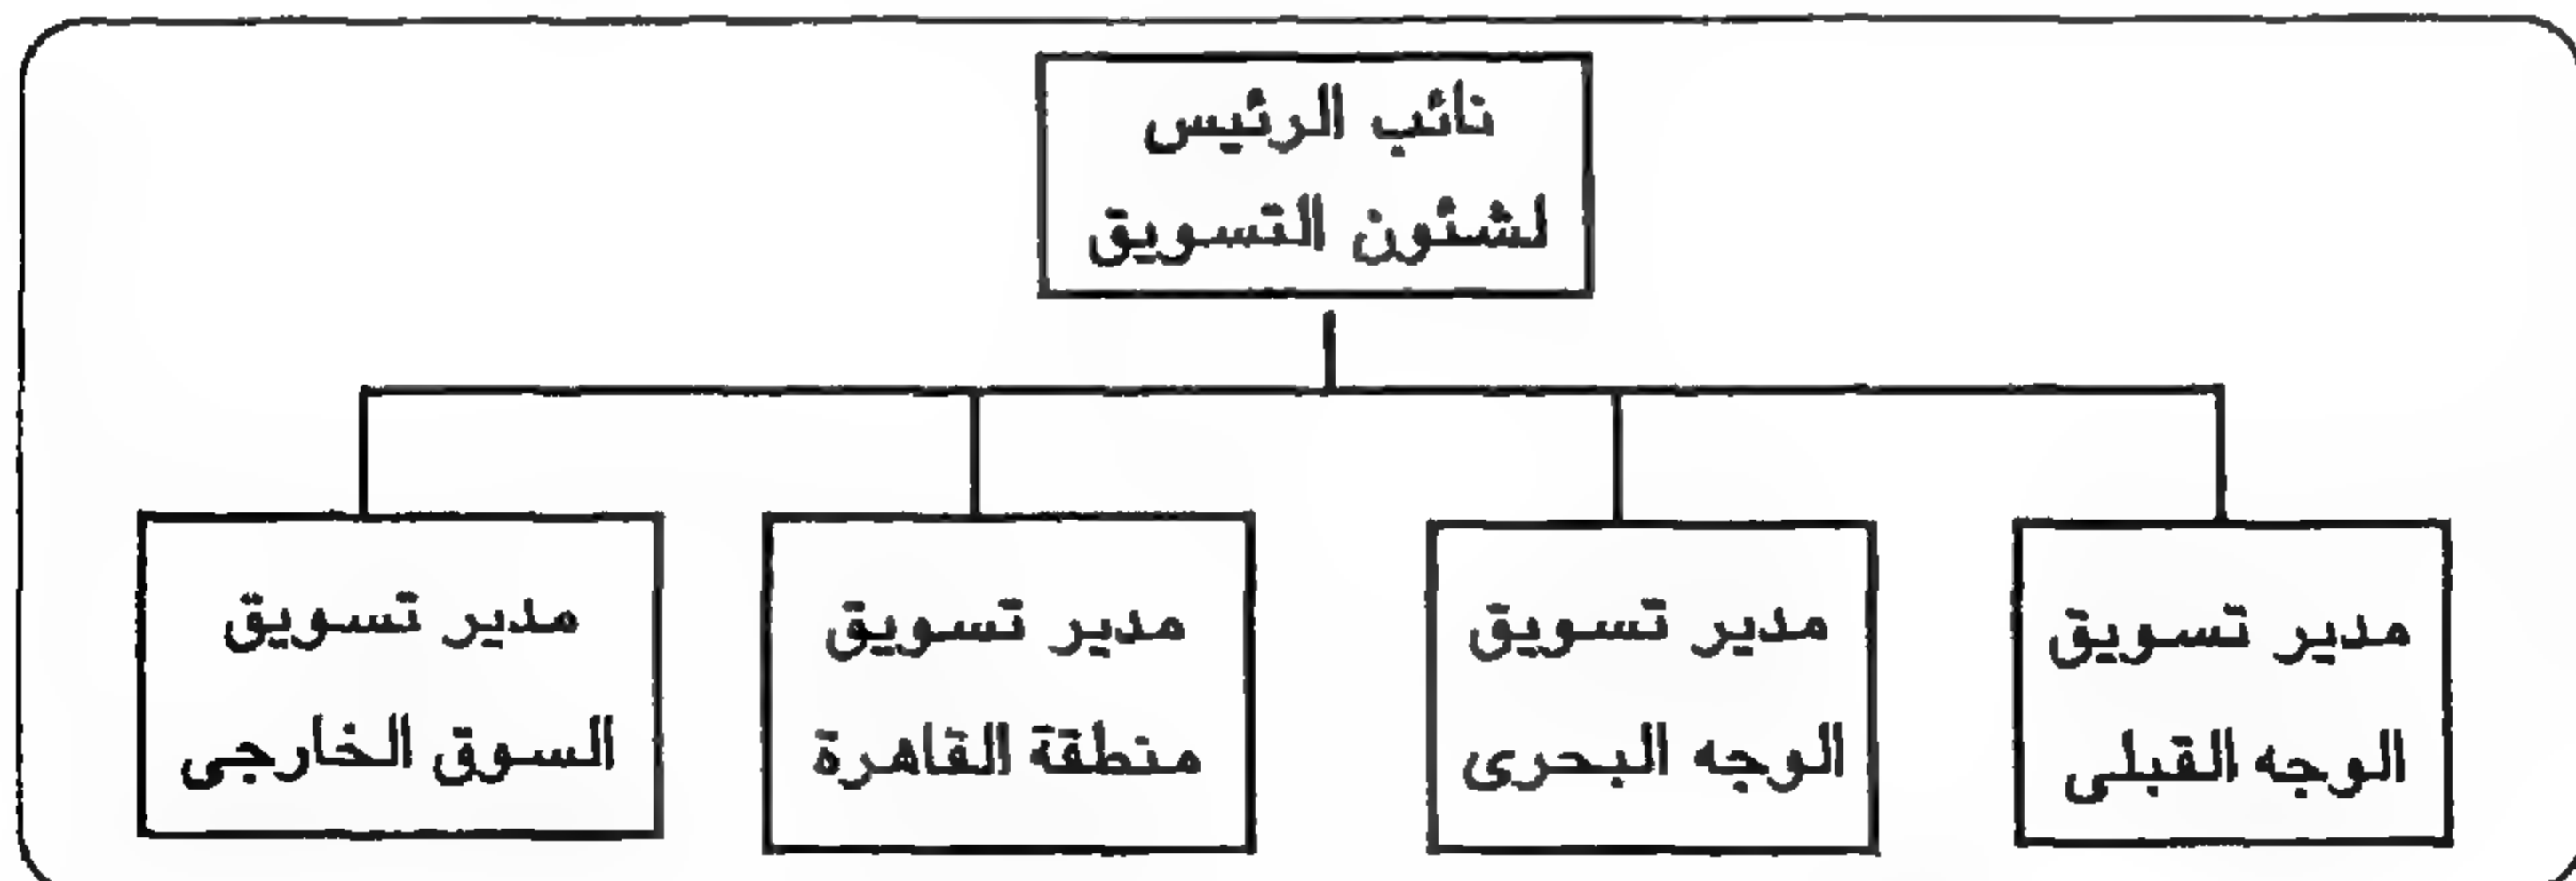 نائب الرئيس
لشئون التسويق
مدير تسويق
الوجه القبلى
مدير تسويق
الوجه البحرى
مدير تسويق
منطقة القاهرة
مدير تسويق
السوق الخارجى